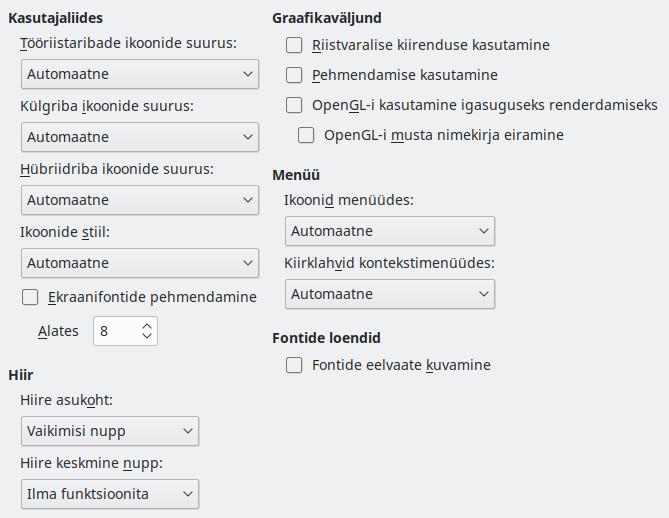 Kasutajaliides
Tööriistaribade ikoonide suurus:
Automaatne
Külgriba ikoonide suurus:
Automaatne
Hübriidriba ikoonide suurus:
Automaatne
Ikoonide stiil:
Automaatne
Ekraanifontide pehmendamine
Alates 8
Hiir
Hiire asukoht:
Vaikimisi nupp
Hiire keskmine nupp:
Ilma funktsioonita
Graafikaväljund
Riistvaralise kiirenduse kasutamine
Pehmendamise kasutamine
OpenGL-i kasutamine igasuguseks renderdamiseks
OpenGL-i musta nimekirja eiramine
Menüü
Ikoonid menüüdes:
Automaatne
Kiirklahvid kontekstimenüüdes:
Automaatne
Fontide loendid
Fontide eelvaate kuvamine